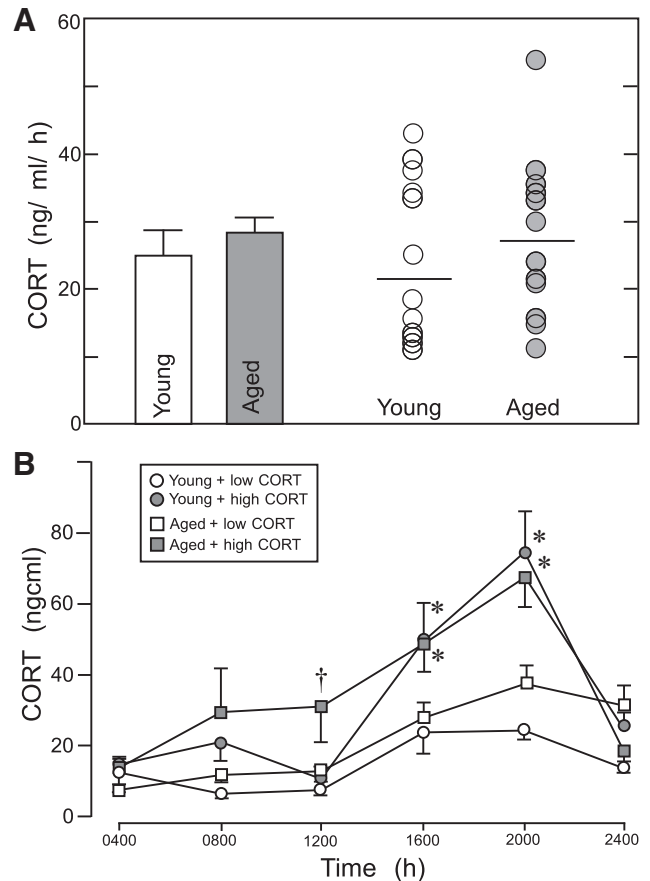 A
60
40
20
0
CORT (ng/ ml/ h)
Young
Aged
Young
Aged
B
Young + low CORT
Young + high CORT
Aged + low CORT
Aged + high CORT
80
60
40
20
0
CORT (ngcml)
*
*
*
*
†
0400 0800 1200 1600 2000 2400
Time (h)